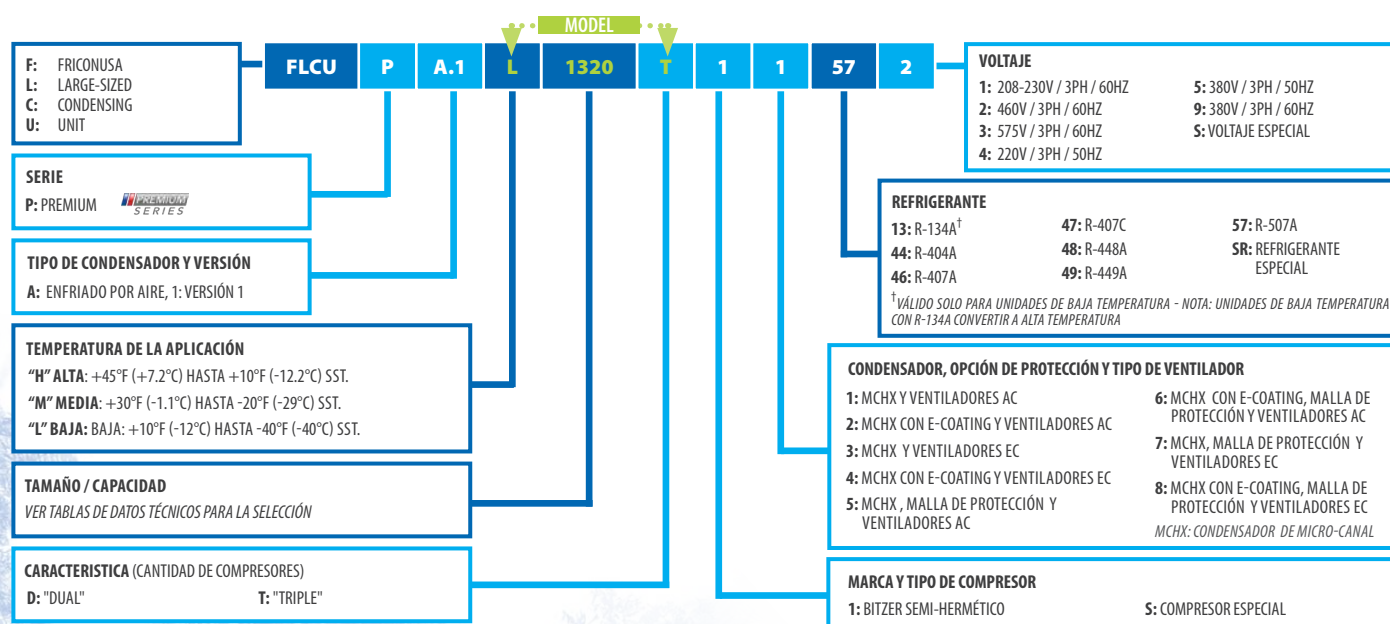 MODEL
FLCU P A.1 L 1320 T 1 1 57 2
F: FRICONUSA
L: LARGE-SIZED
C: CONDENSING
U: UNIT
SERIE
P: PREMIUM
PREMIUM
SERIES
TIPO DE CONDENSADOR Y VERSIÓN
A: ENFRIADO POR AIRE, 1: VERSIÓN 1
TEMPERATURA DE LA APLICACIÓN
“H” ALTA: +45°F (+7.2°C) HASTA +10°F (-12.2°C) SST.
“M” MEDIA: +30°F (-1.1°C) HASTA -20°F (-29°C) SST.
“L” BAJA: BAJA: +10°F (-12°C) HASTA -40°F (-40°C) SST.
TAMAÑO / CAPACIDAD
VER TABLAS DE DATOS TÉCNICOS PARA LA SELECCIÓN
CARACTERISTICA (CANTIDAD DE COMPRESORES)
D: "DUAL" T: "TRIPLE"
VOLTAJE
1: 208-230V / 3PH / 60HZ
2: 460V / 3PH / 60HZ
3: 575V / 3PH / 60HZ
4: 220V / 3PH / 50HZ
5: 380V / 3PH / 50HZ
9: 380V / 3PH / 60HZ
S: VOLTAJE ESPECIAL
REFRIGERANTE
13: R-134A†
44: R-404A
46: R-407A
47: R-407C
48: R-448A
49: R-449A
57: R-507A
SR: REFRIGERANTE
ESPECIAL
†VÁLIDO SOLO PARA UNIDADES DE BAJA TEMPERATURA - NOTA: UNIDADES DE BAJA TEMPERATURA
CON R-134A CONVERTIR A ALTA TEMPERATURA
CONDENSADOR, OPCIÓN DE PROTECCIÓN Y TIPO DE VENTILADOR
1: MCHX Y VENTILADORES AC
2: MCHX CON E-COATING Y VENTILADORES AC
3: MCHX Y VENTILADORES EC
4: MCHX CON E-COATING Y VENTILADORES EC
5: MCHX , MALLA DE PROTECCIÓN Y
VENTILADORES AC
6: MCHX CON E-COATING, MALLA DE
PROTECCIÓN Y VENTILADORES AC
7: MCHX, MALLA DE PROTECCIÓN Y
VENTILADORES EC
8: MCHX CON E-COATING, MALLA DE
PROTECCIÓN Y VENTILADORES EC
MCHX: CONDENSADOR DE MICRO-CANAL
MARCA Y TIPO DE COMPRESOR
1: BITZER SEMI-HERMÉTICO S: COMPRESOR ESPECIAL